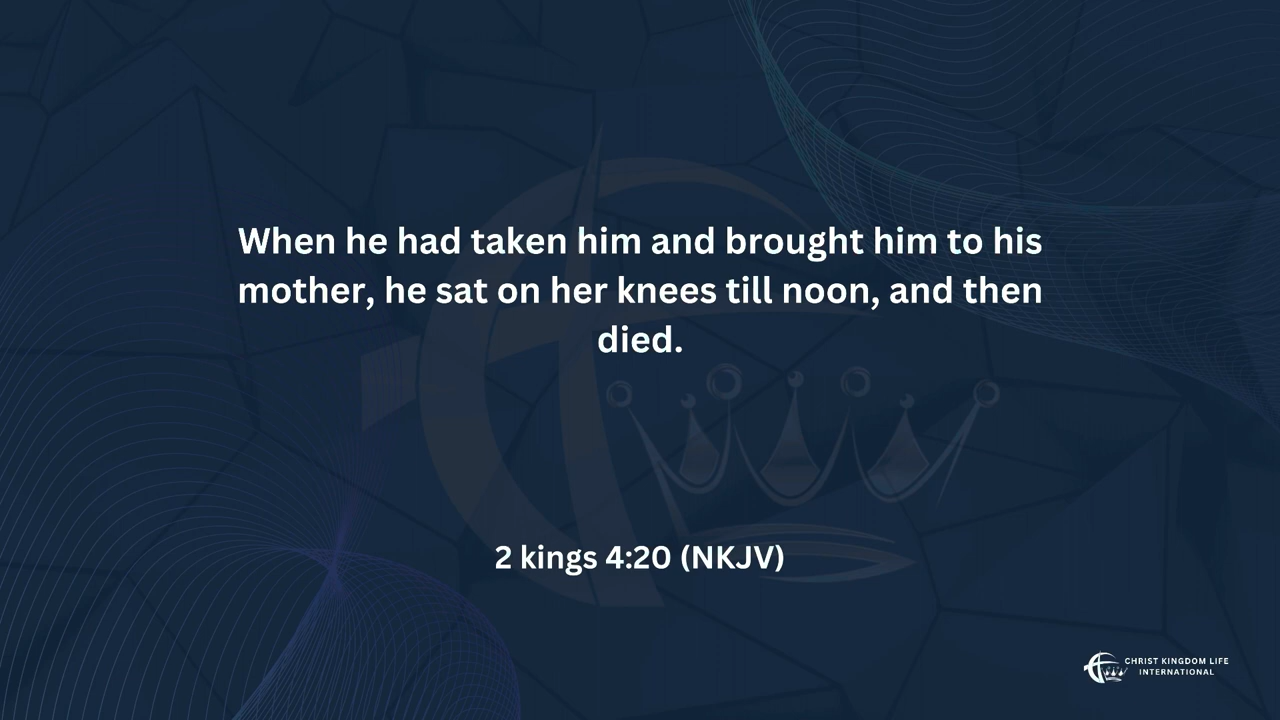 When he had taken him and brought him to his
mother, he sat on her knees till noon, and then
died.
2 kings 4:20 (NKJV)
CHRIST KINGDOM LIFE
INTERNATIONAL